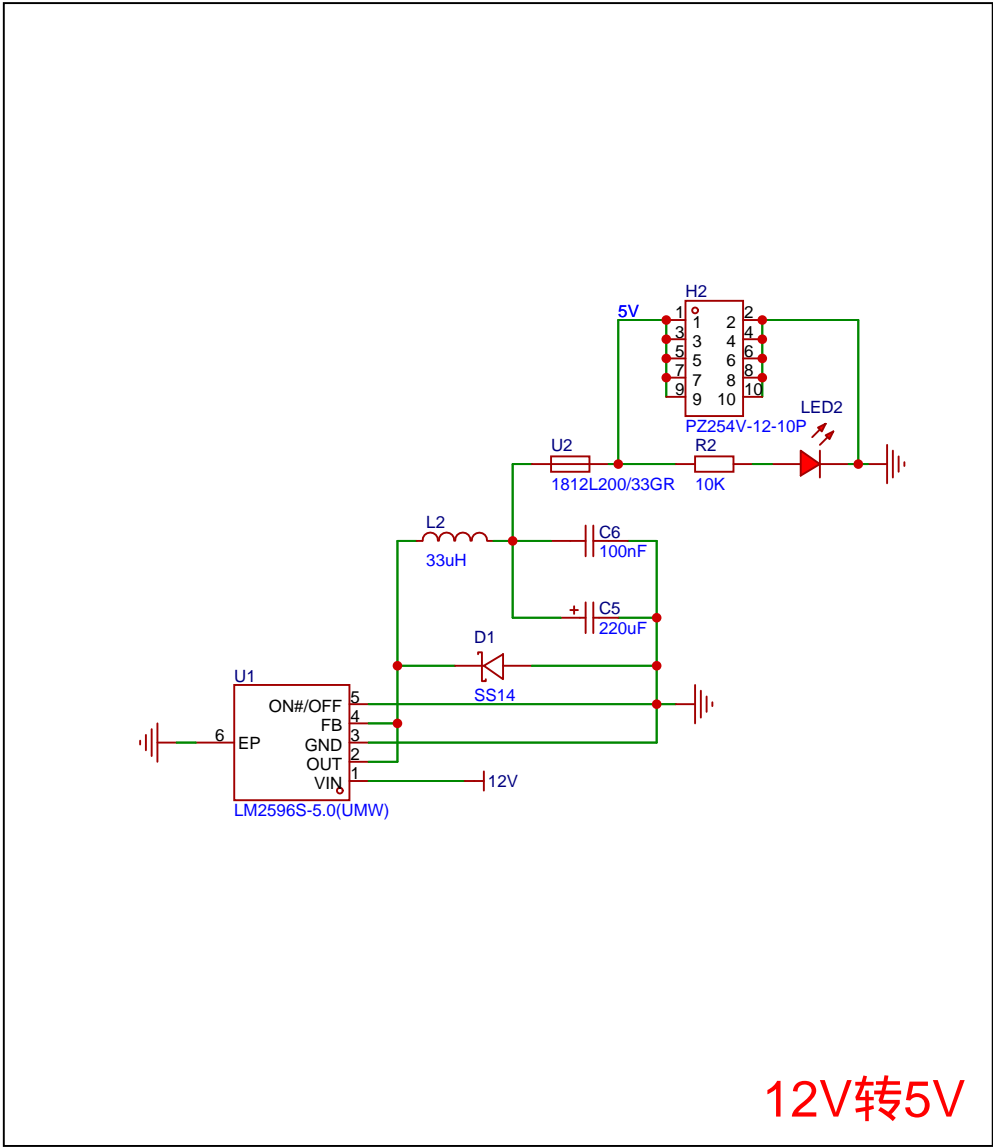 H2
5V
1
1
2
2
3
3
4
4
5
5
6
6
7
7
8
8
9
9
10
10
PZ254V-12-10P
LED2
U2
R2
1812L200/33GR
10K
L2
33uH
C6
100nF
+
C5
220uF
D1
SS14
U1
ON#/OFF
5
FB
4
6
EP
GND
3
OUT
2
VIN
1
12V
LM2596S-5.0(UMW)
12V转5V